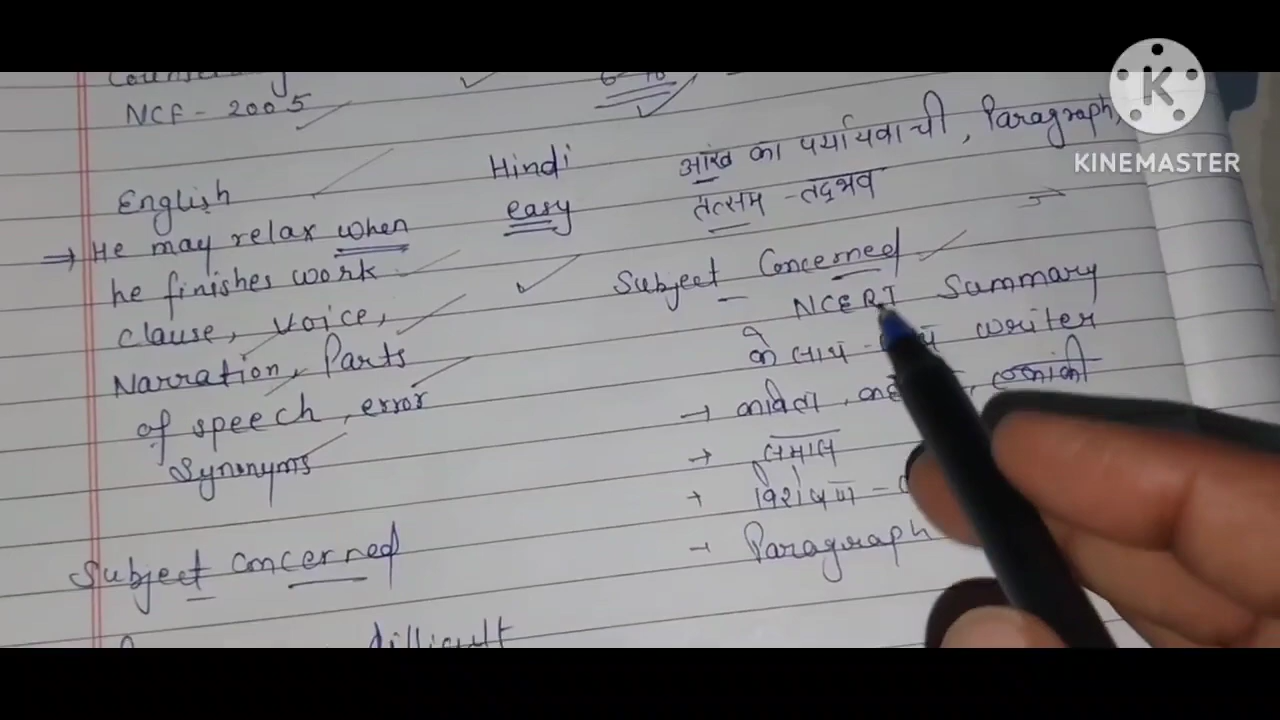 Counselling
NCF - 2005
KINEMASTER
English
→ He may relax when
he finishes work
clause, voice,
Narration, Parts
of speech, error
Synonyms
Subject concerned
difficult
Hindi
easy
आंख का पर्यायवाची, Paragraph,
तत्सम - तद्भव
Subject Concerned
NCERT Summary
के साथ - writer
→ कविता, एकांकी
→ समास
→ विशेषण -
→ Paragraph